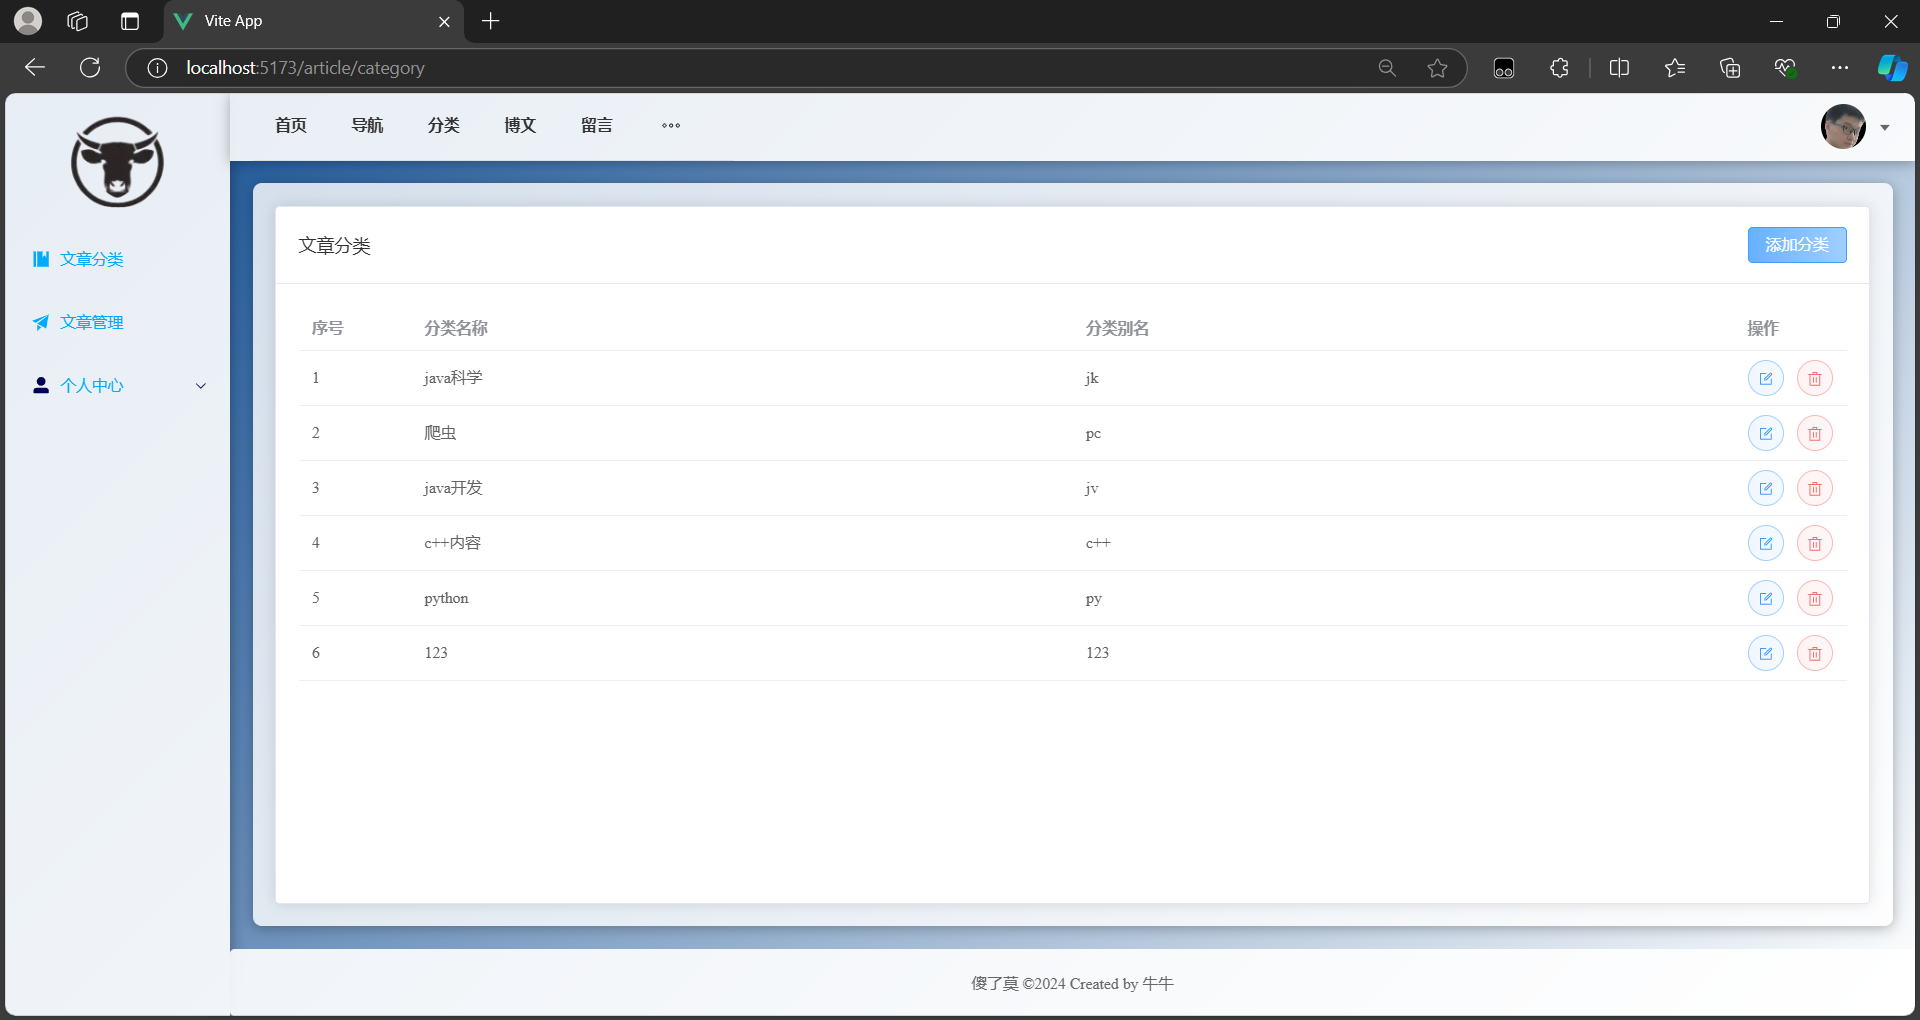 Vite App
localhost:5173/article/category
首页 导航 分类 博文 留言
文章分类
文章管理
个人中心
文章分类 添加分类
序号 分类名称 分类别名 操作
1 java科学 jk
2 爬虫 pc
3 java开发 jv
4 c++内容 c++
5 python py
6 123 123
傻了莫 ©2024 Created by 牛牛